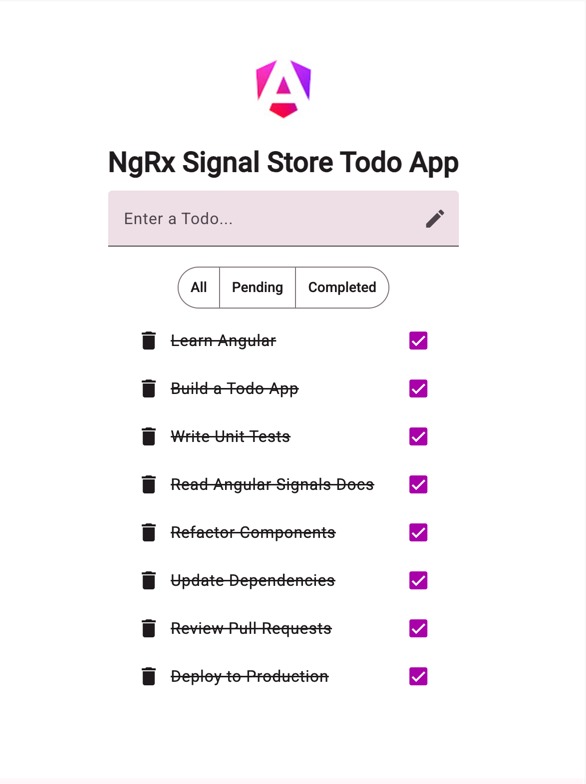 NgRx Signal Store Todo App
Enter a Todo...
All Pending Completed
Learn Angular
Build a Todo App
Write Unit Tests
Read Angular Signals Docs
Refactor Components
Update Dependencies
Review Pull Requests
Deploy to Production